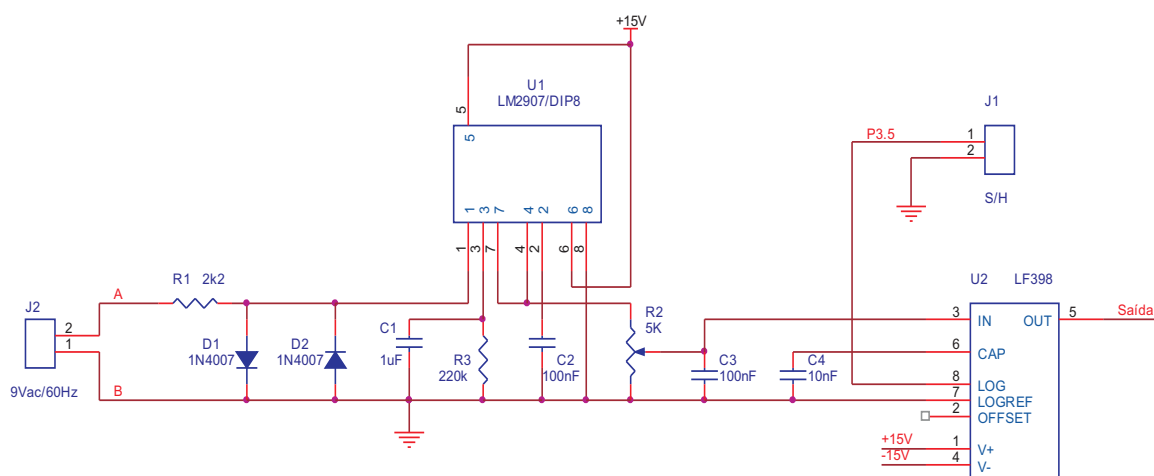 +15V
U1
LM2907/DIP8
5
5
1 3 7 4 2 6 8
1 3 7 4 2 6 8
J1
P3.5
1
2
S/H
R1 2k2
A
J2
2
1
9Vac/60Hz
B
D1
1N4007
D2
1N4007
C1
1uF
R3
220k
C2
100nF
R2
5K
C3
100nF
C4
10nF
U2 LF398
3 IN OUT 5 Saída
6 CAP
8 LOG
7 LOGREF
2 OFFSET
+15V 1 V+
-15V 4 V-